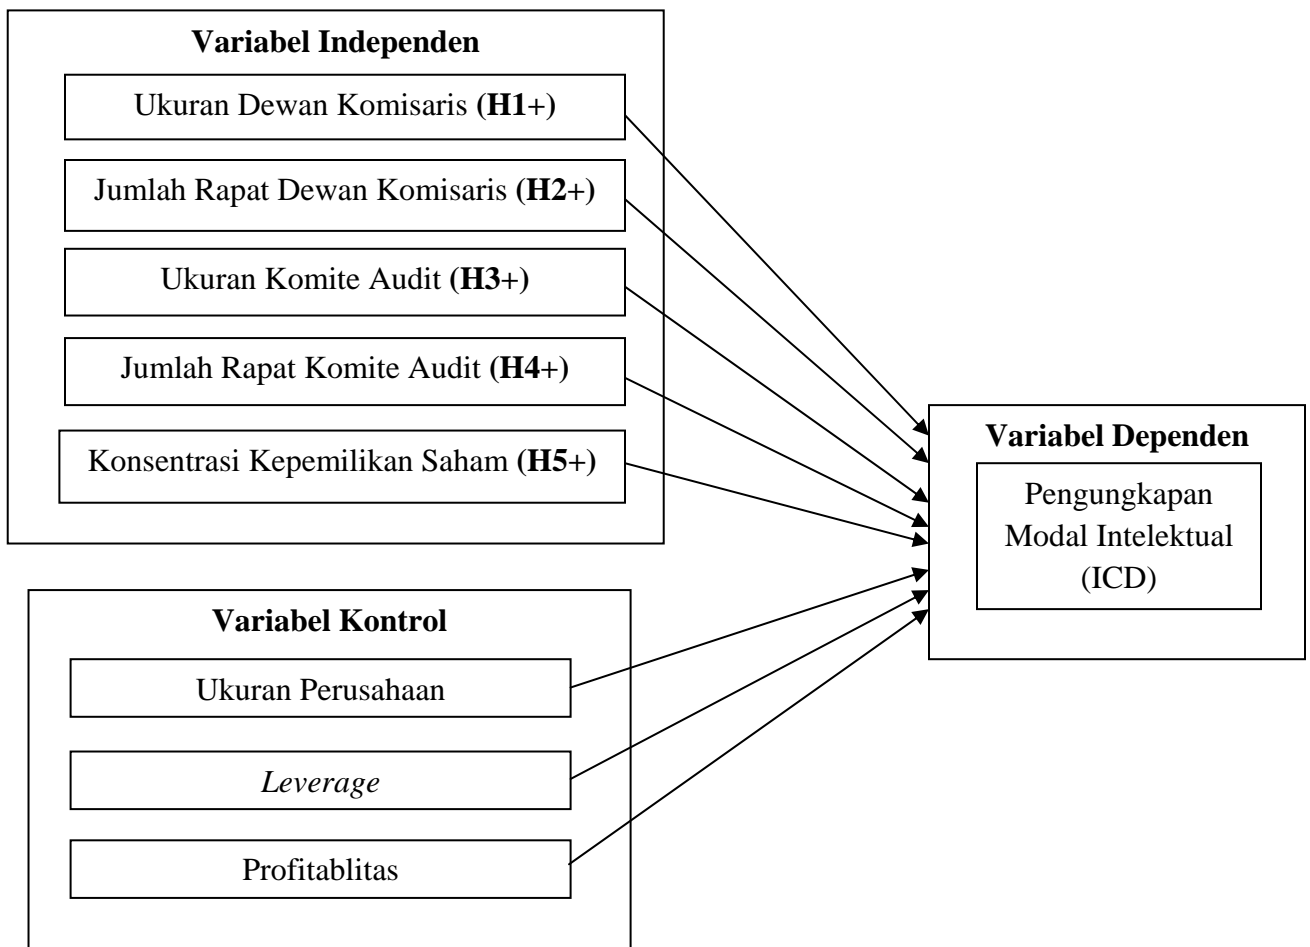 Variabel Independen
Ukuran Dewan Komisaris (H1+)
Jumlah Rapat Dewan Komisaris (H2+)
Ukuran Komite Audit (H3+)
Jumlah Rapat Komite Audit (H4+)
Konsentrasi Kepemilikan Saham (H5+)
Variabel Dependen
Pengungkapan
Modal Intelektual
(ICD)
Variabel Kontrol
Ukuran Perusahaan
Leverage
Profitablitas